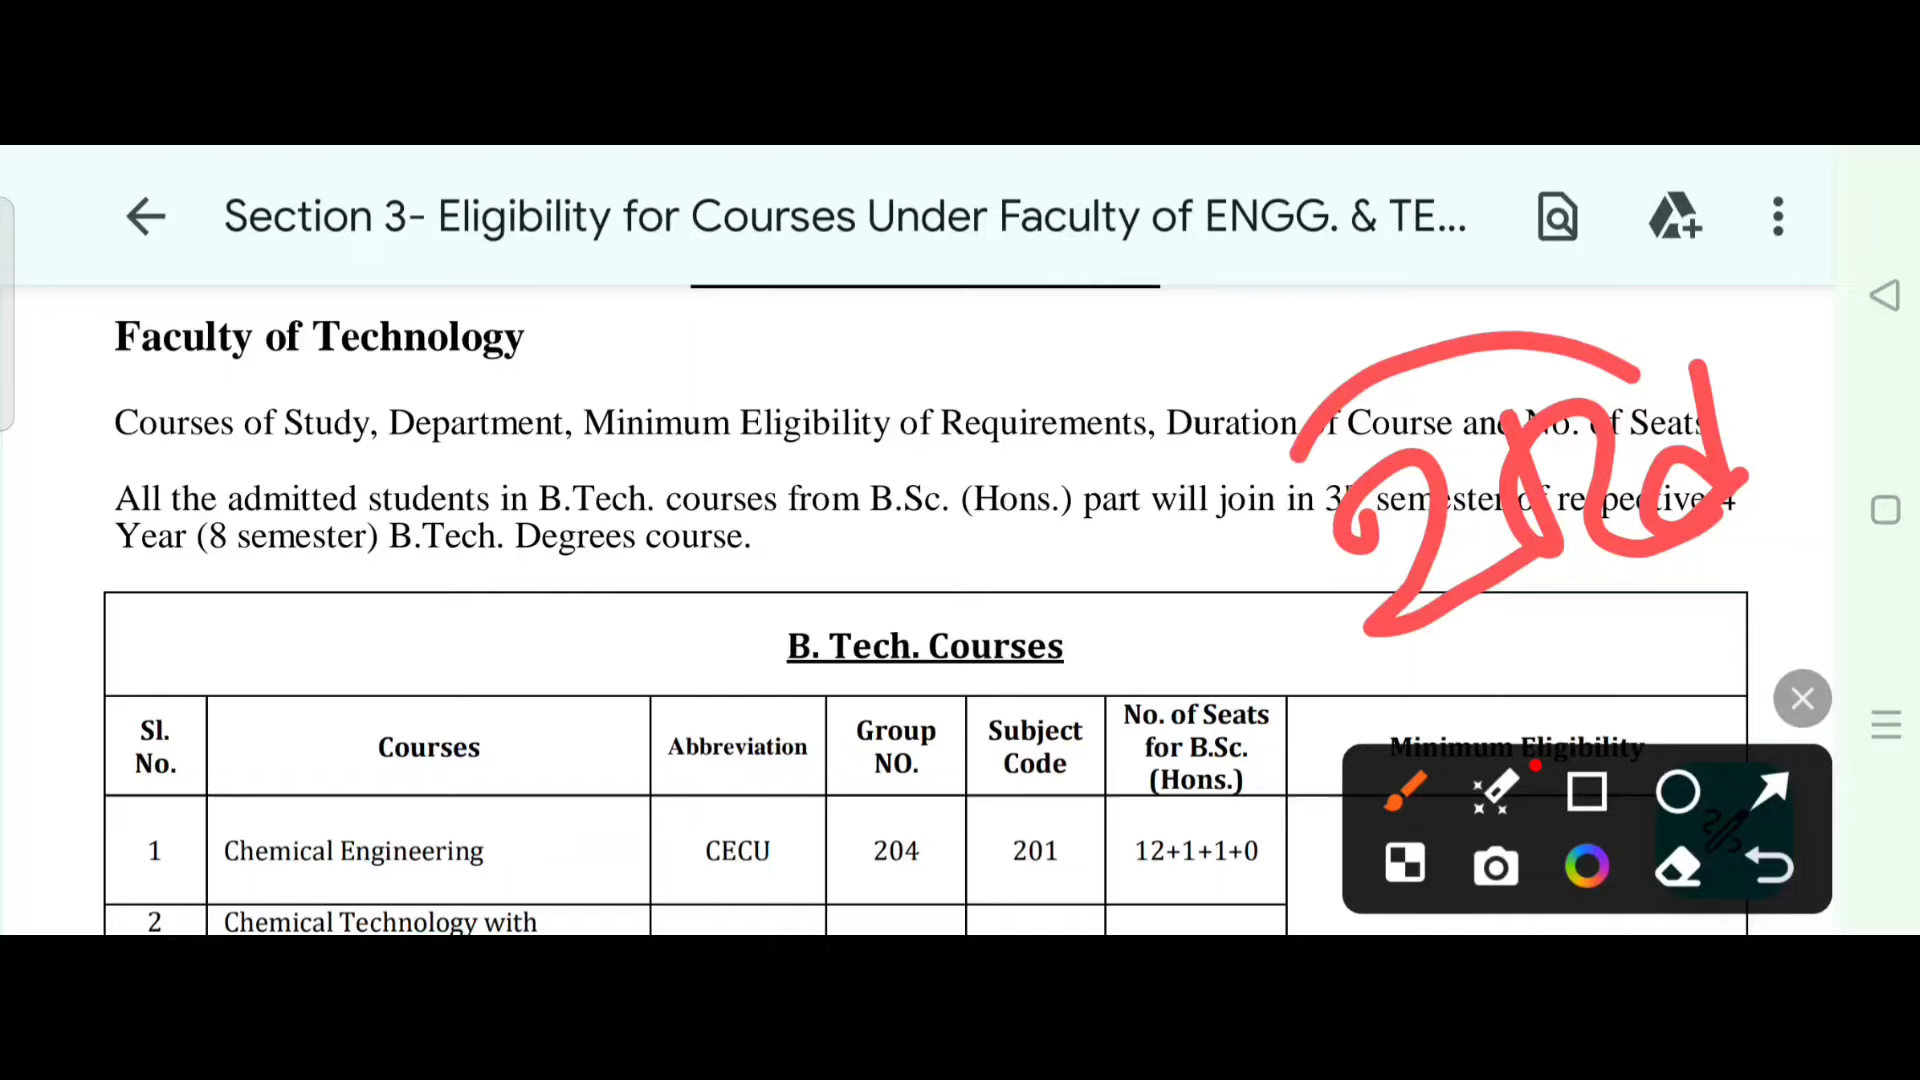 Section 3- Eligibility for Courses Under Faculty of ENGG. & TE...
Faculty of Technology
Courses of Study, Department, Minimum Eligibility of Requirements, Duration of Course and No. of Seats
2nd
All the admitted students in B.Tech. courses from B.Sc. (Hons.) part will join in semester of respective 4
Year (8 semester) B.Tech. Degrees course.
B. Tech. Courses
Sl. No. Courses Abbreviation Group NO. Subject Code No. of Seats for B.Sc. (Hons.) Minimum Eligibility
1 Chemical Engineering CECU 204 201 12+1+1+0
2 Chemical Technology with